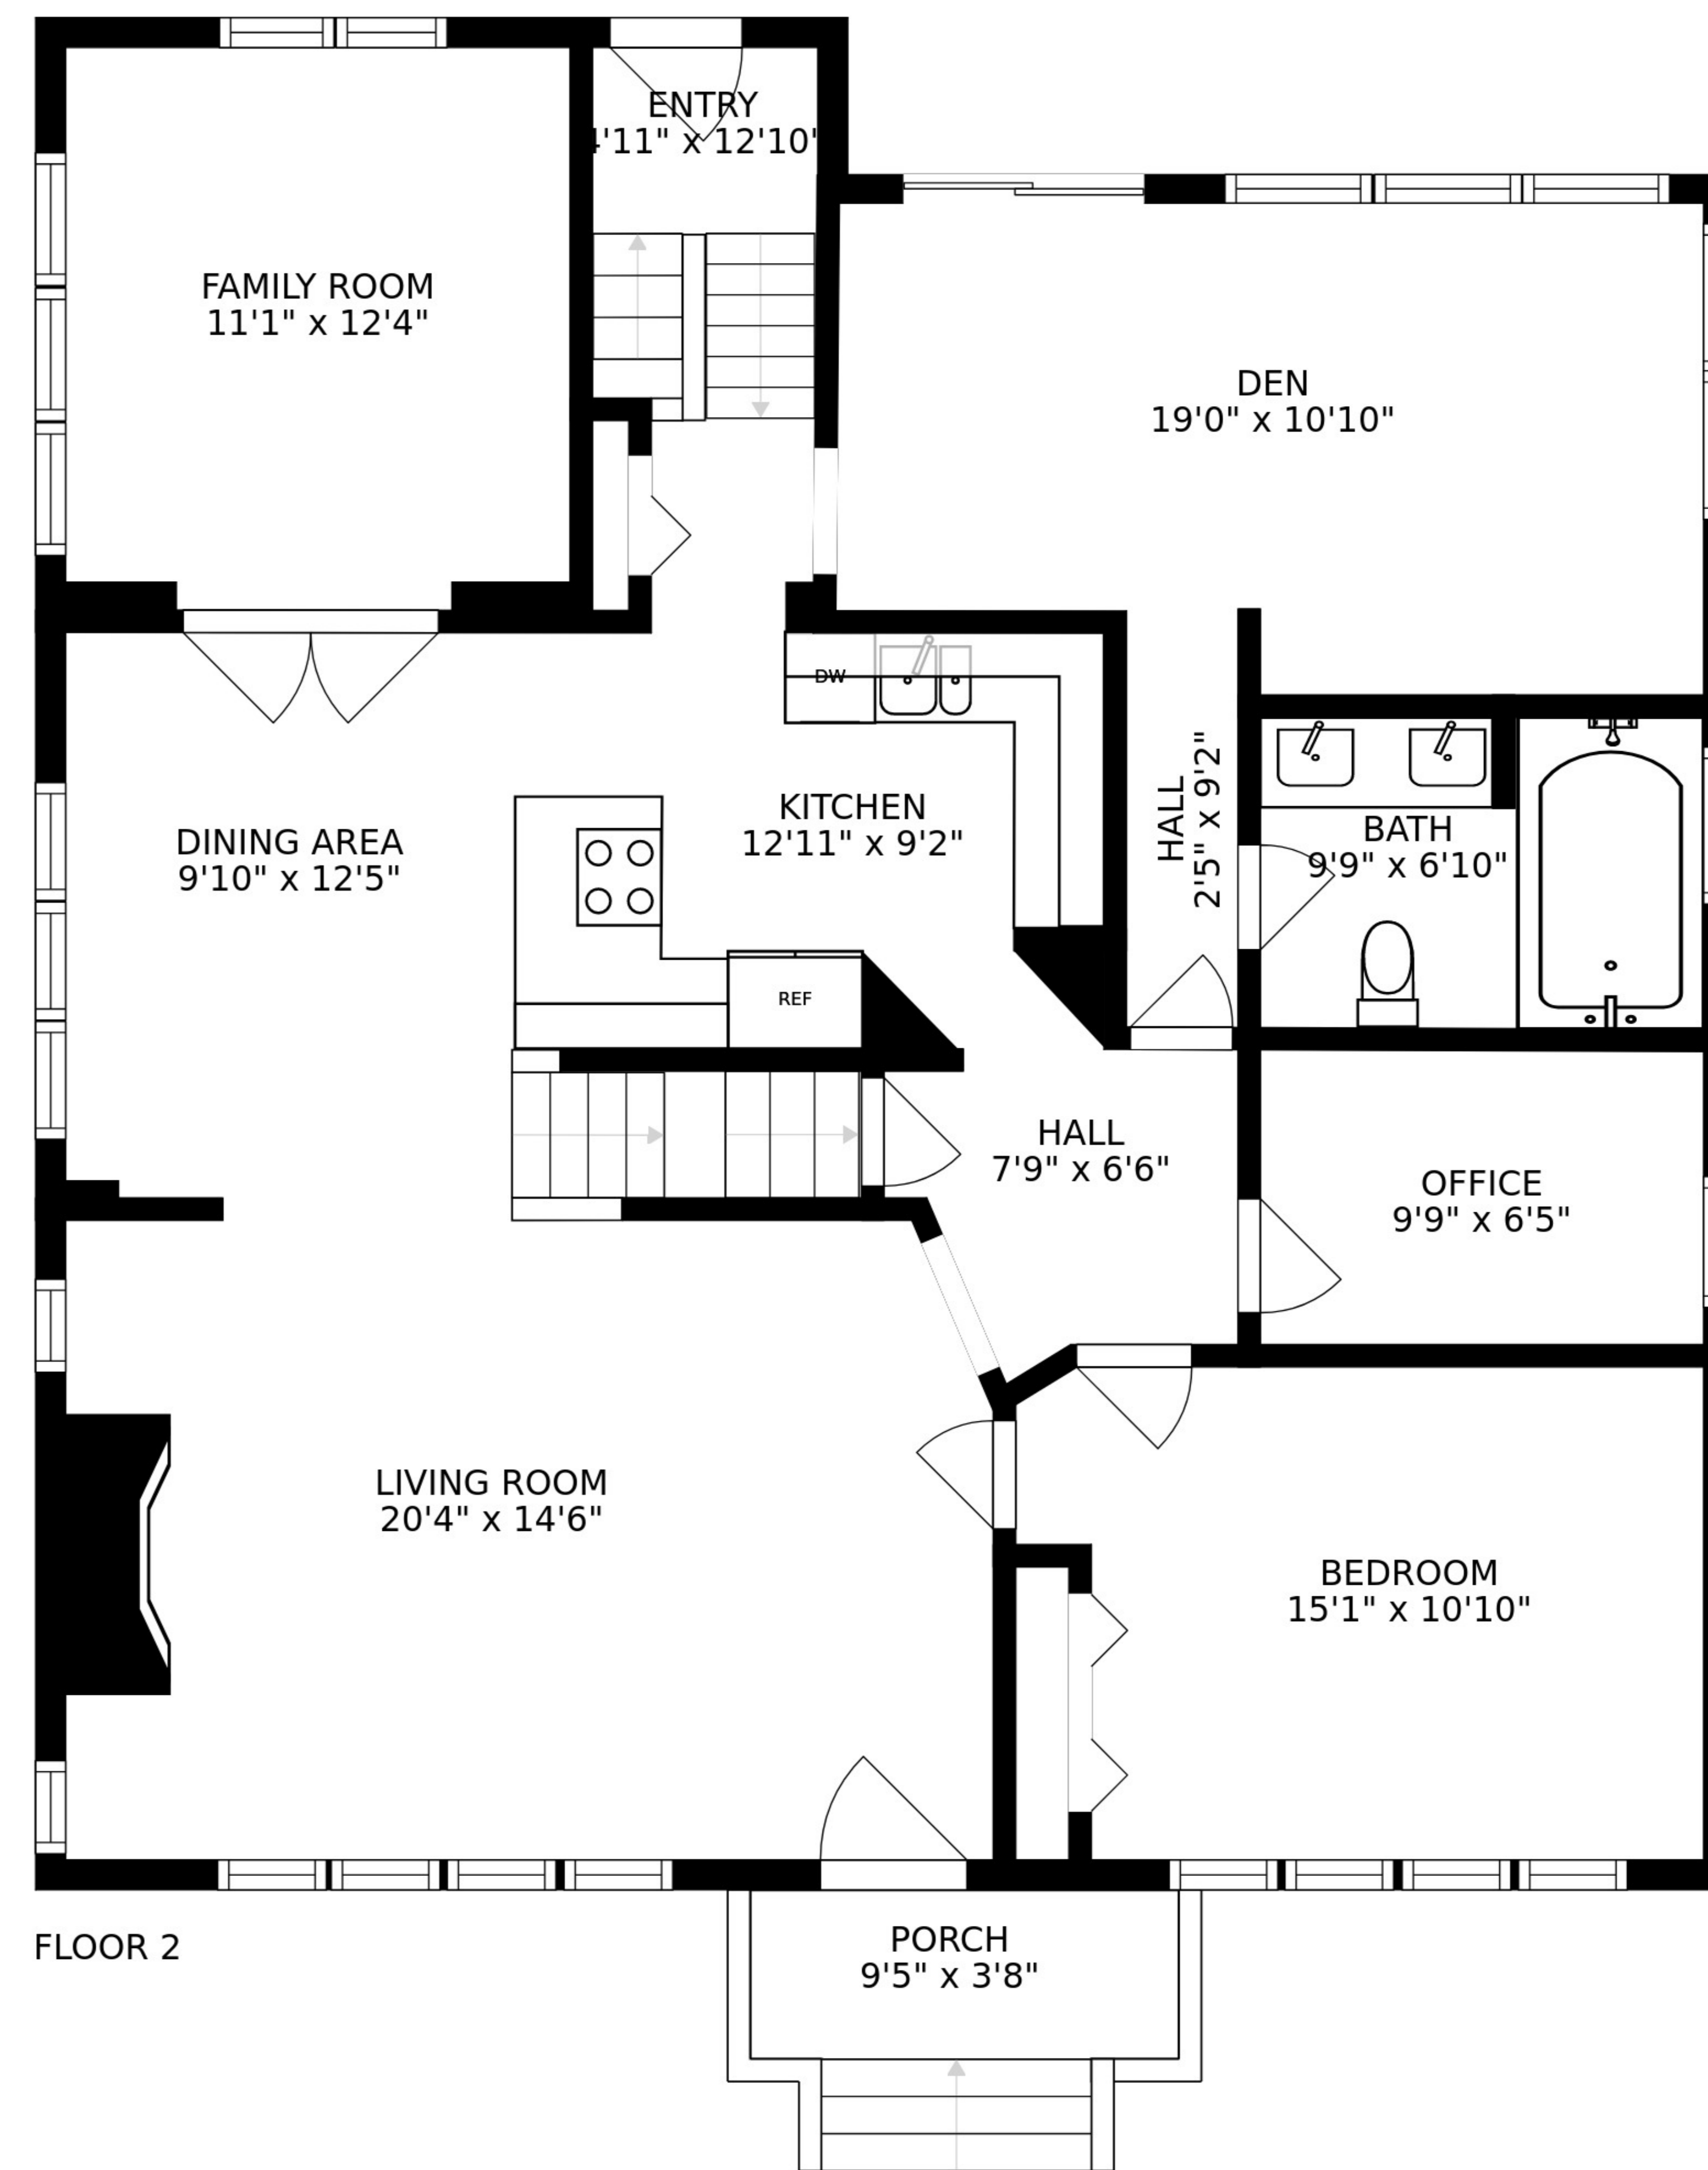 ENTRY
4'11" x 12'10"
FAMILY ROOM
11'1" x 12'4"
DEN
19'0" x 10'10"
DW
KITCHEN
12'11" x 9'2"
HALL
2'5" x 9'2"
BATH
9'9" x 6'10"
DINING AREA
9'10" x 12'5"
REF
HALL
7'9" x 6'6"
OFFICE
9'9" x 6'5"
LIVING ROOM
20'4" x 14'6"
BEDROOM
15'1" x 10'10"
PORCH
9'5" x 3'8"
FLOOR 2